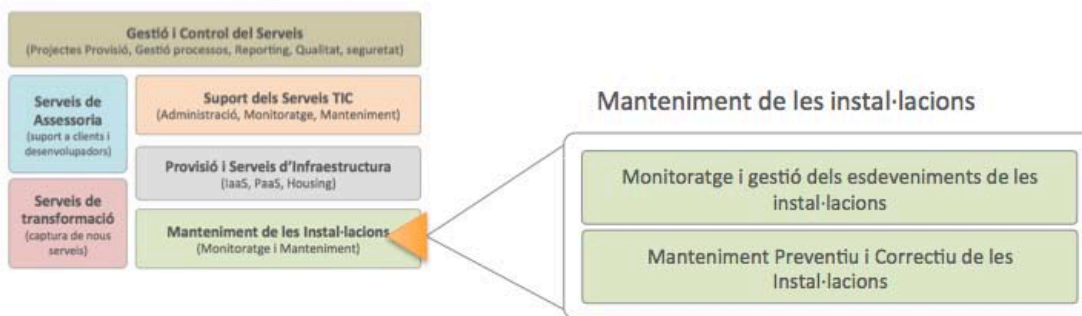 Gestió i Control del Serveis
(Projectes Provisió, Gestió processos, Reporting, Qualitat, seguretat)
Serveis de
Assessoria
(suport a clients i
desenvolupadors)
Suport dels Serveis TIC
(Administració, Monitoratge, Manteniment)
Provisió i Serveis d'Infraestructura
(IaaS, PaaS, Housing)
Serveis de
transformació
(captura de nous
serveis)
Manteniment de les Instal·lacions
(Monitoratge i Manteniment)
Manteniment de les instal·lacions
Monitoratge i gestió dels esdeveniments de les
instal·lacions
Manteniment Preventiu i Correctiu de les
Instal·lacions